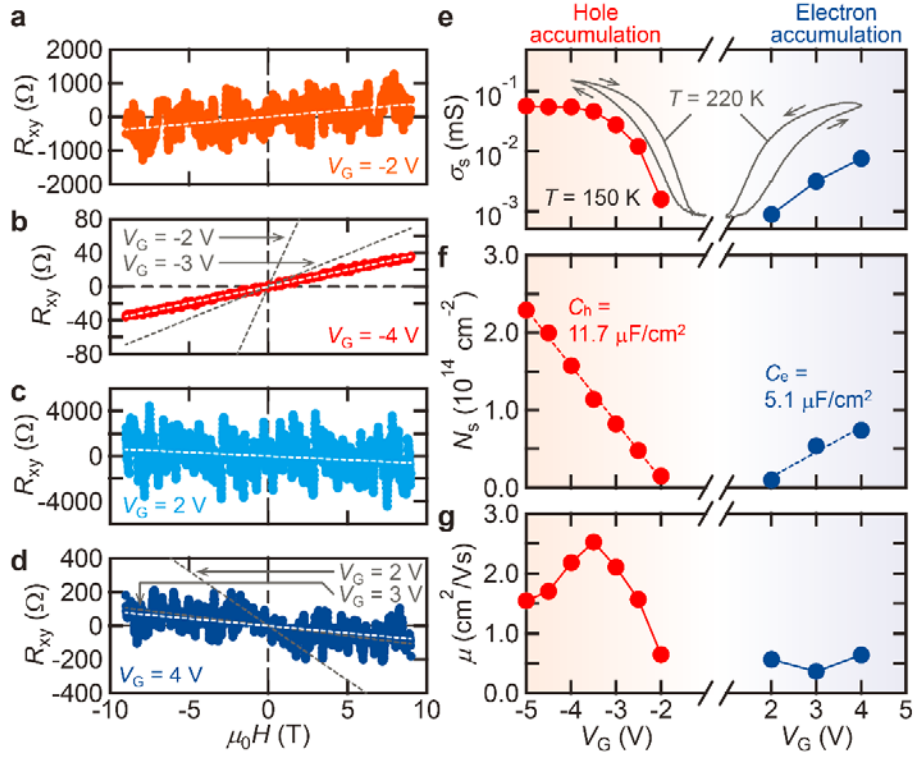 a
2000
1000
0
-1000
-2000
R_xy (Ω)
V_G = -2 V
b
80
40
0
-40
-80
R_xy (Ω)
V_G = -2 V
V_G = -3 V
V_G = -4 V
c
4000
0
-4000
R_xy (Ω)
V_G = 2 V
d
400
200
0
-200
-400
R_xy (Ω)
V_G = 2 V
V_G = 3 V
V_G = 4 V
-10
-5
0
5
10
μ₀H (T)
e
Hole
accumulation
Electron
accumulation
10⁻¹
10⁻²
10⁻³
σ_s (mS)
T = 220 K
T = 150 K
f
3.0
2.0
1.0
0.0
N_s (10¹⁴ cm⁻²)
C_h =
11.7 μF/cm²
C_e =
5.1 μF/cm²
g
3.0
2.0
1.0
0.0
μ (cm²/Vs)
-5
-4
-3
-2
2
3
4
5
V_G (V)
V_G (V)